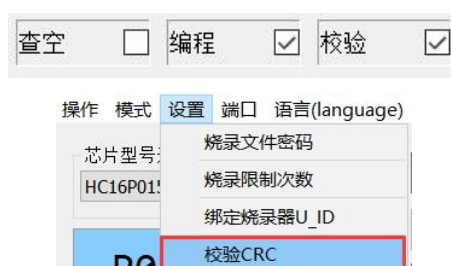 查空 编程 校验
操作 模式 设置 端口 语言(language)
烧录文件密码
芯片型号
烧录限制次数
HC16P015
绑定烧录器U_ID
校验CRC